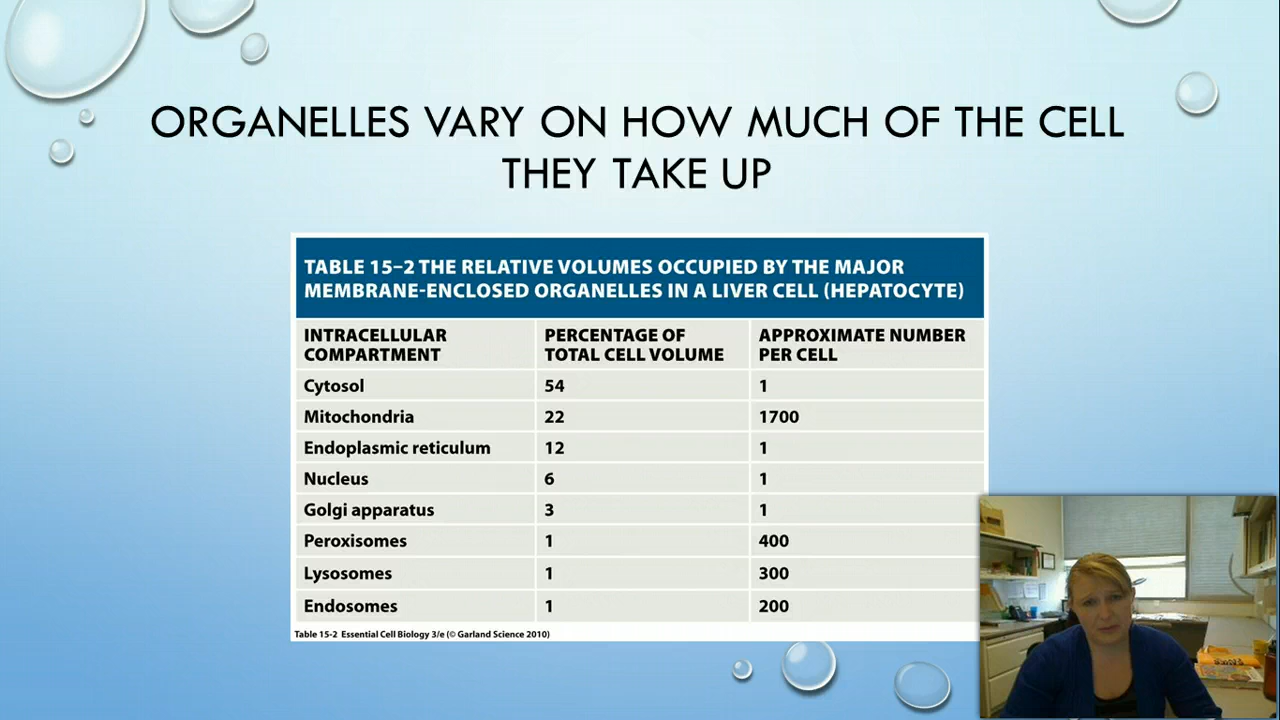 ORGANELLES VARY ON HOW MUCH OF THE CELL
THEY TAKE UP
TABLE 15–2 THE RELATIVE VOLUMES OCCUPIED BY THE MAJOR
MEMBRANE-ENCLOSED ORGANELLES IN A LIVER CELL (HEPATOCYTE)
INTRACELLULAR COMPARTMENT PERCENTAGE OF TOTAL CELL VOLUME APPROXIMATE NUMBER PER CELL
Cytosol 54 1
Mitochondria 22 1700
Endoplasmic reticulum 12 1
Nucleus 6 1
Golgi apparatus 3 1
Peroxisomes 1 400
Lysosomes 1 300
Endosomes 1 200
Table 15-2 Essential Cell Biology 3/e (© Garland Science 2010)